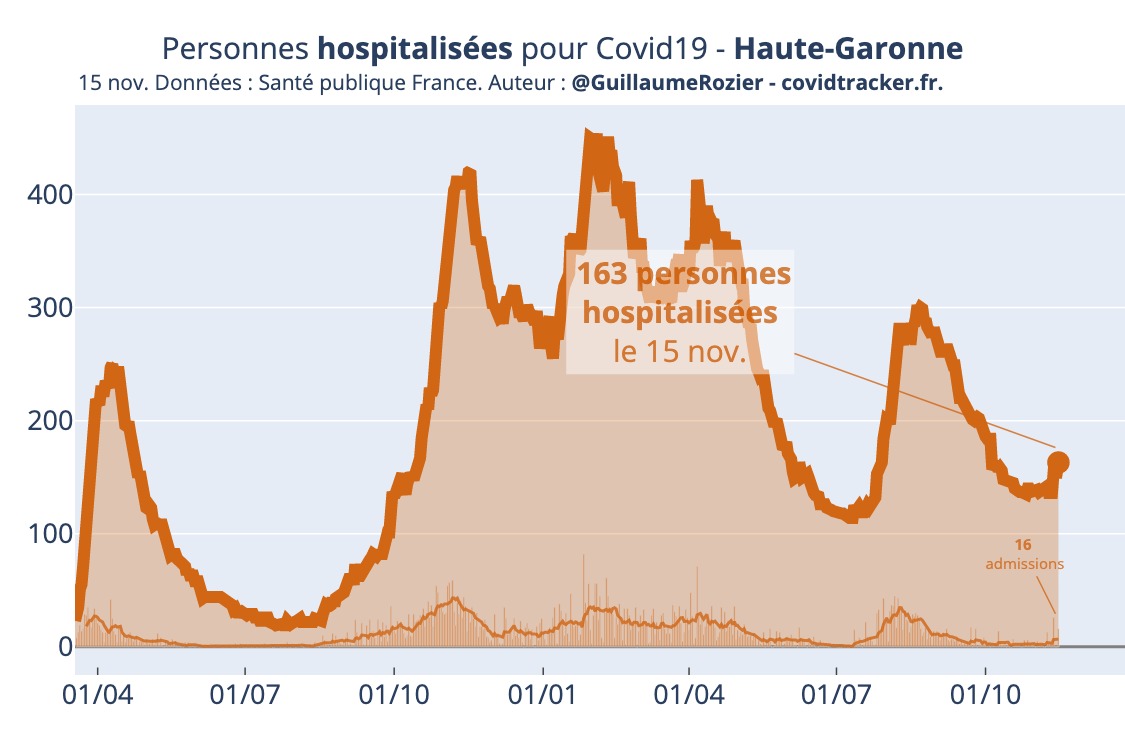 Personnes hospitalisées pour Covid19 - Haute-Garonne
15 nov. Données : Santé publique France. Auteur : @GuillaumeRozier - covidtracker.fr.
400
300
200
100
0
163 personnes
hospitalisées
le 15 nov.
16
admissions
01/04
01/07
01/10
01/01
01/04
01/07
01/10